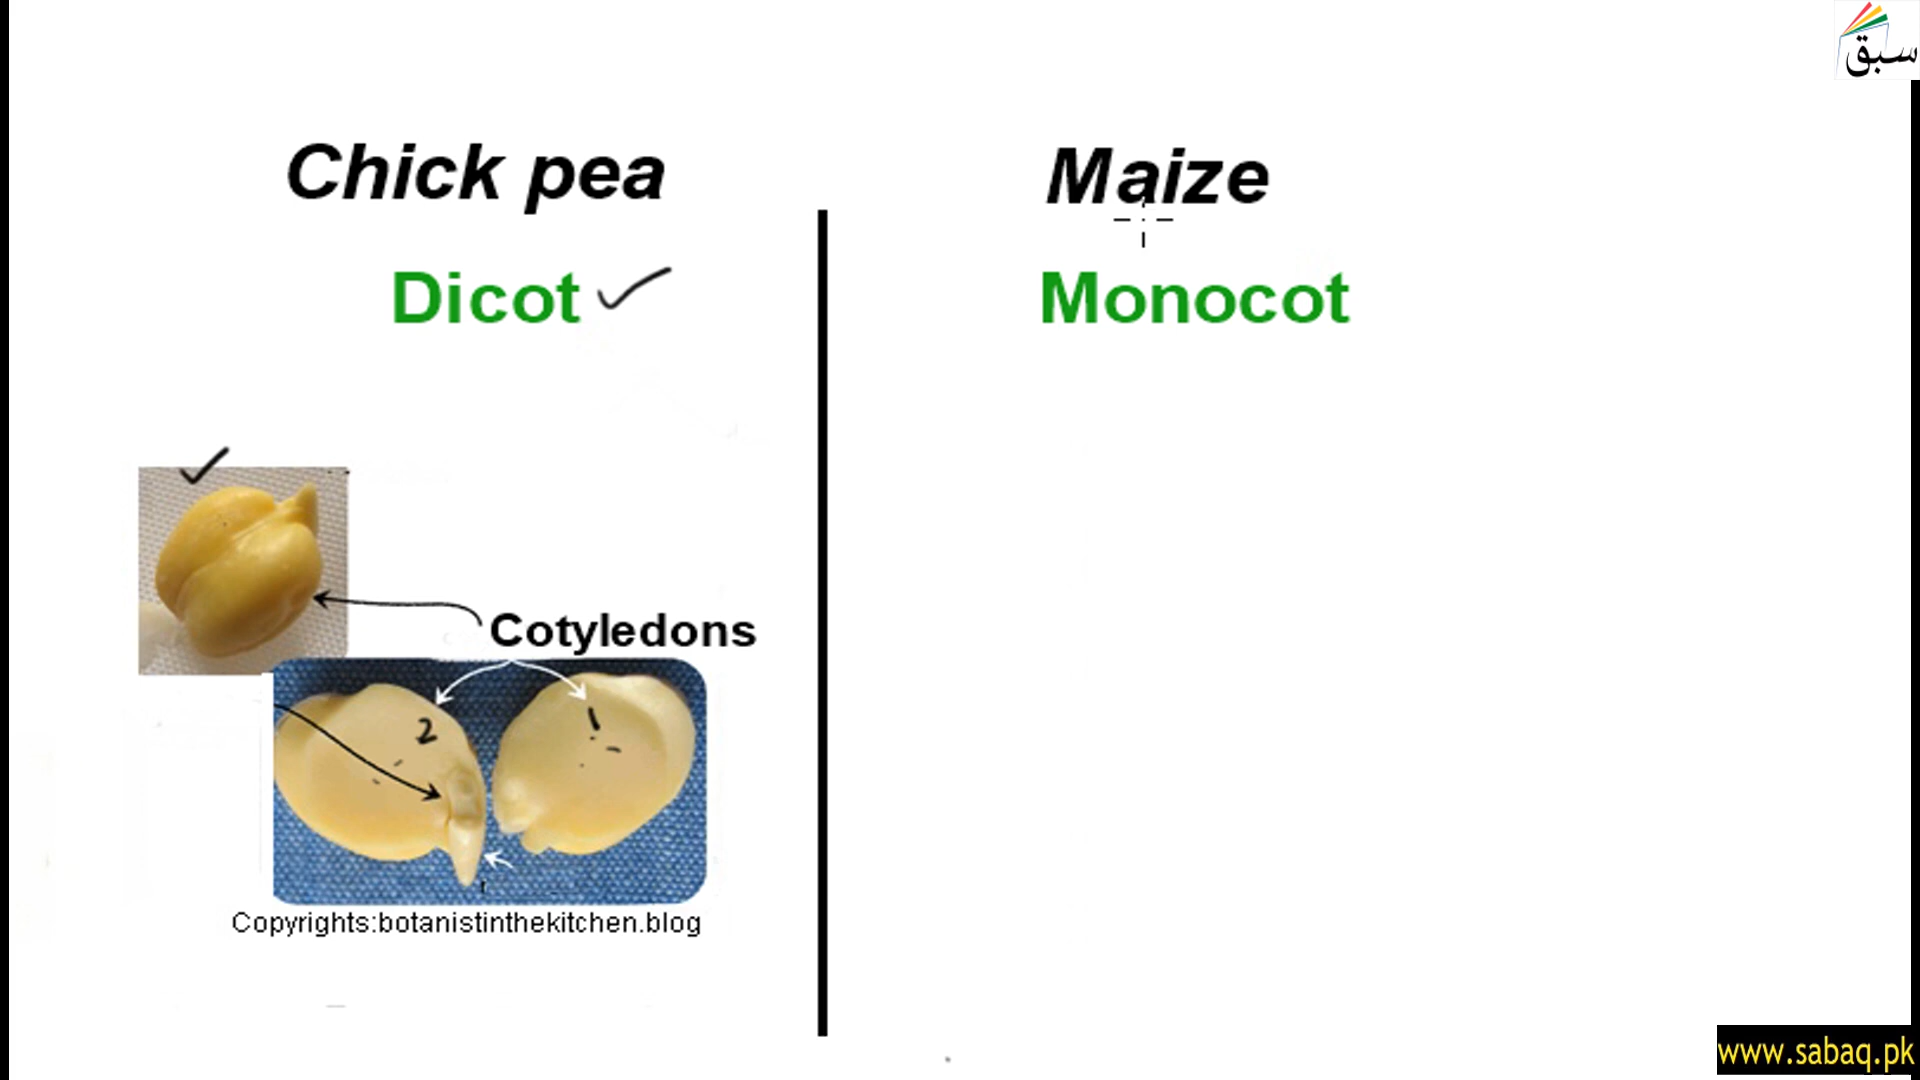 سبق
Chick pea
Maize
Dicot
Monocot
Cotyledons
2
1
Copyrights:botanistinthekitchen.blog
www.sabaq.pk